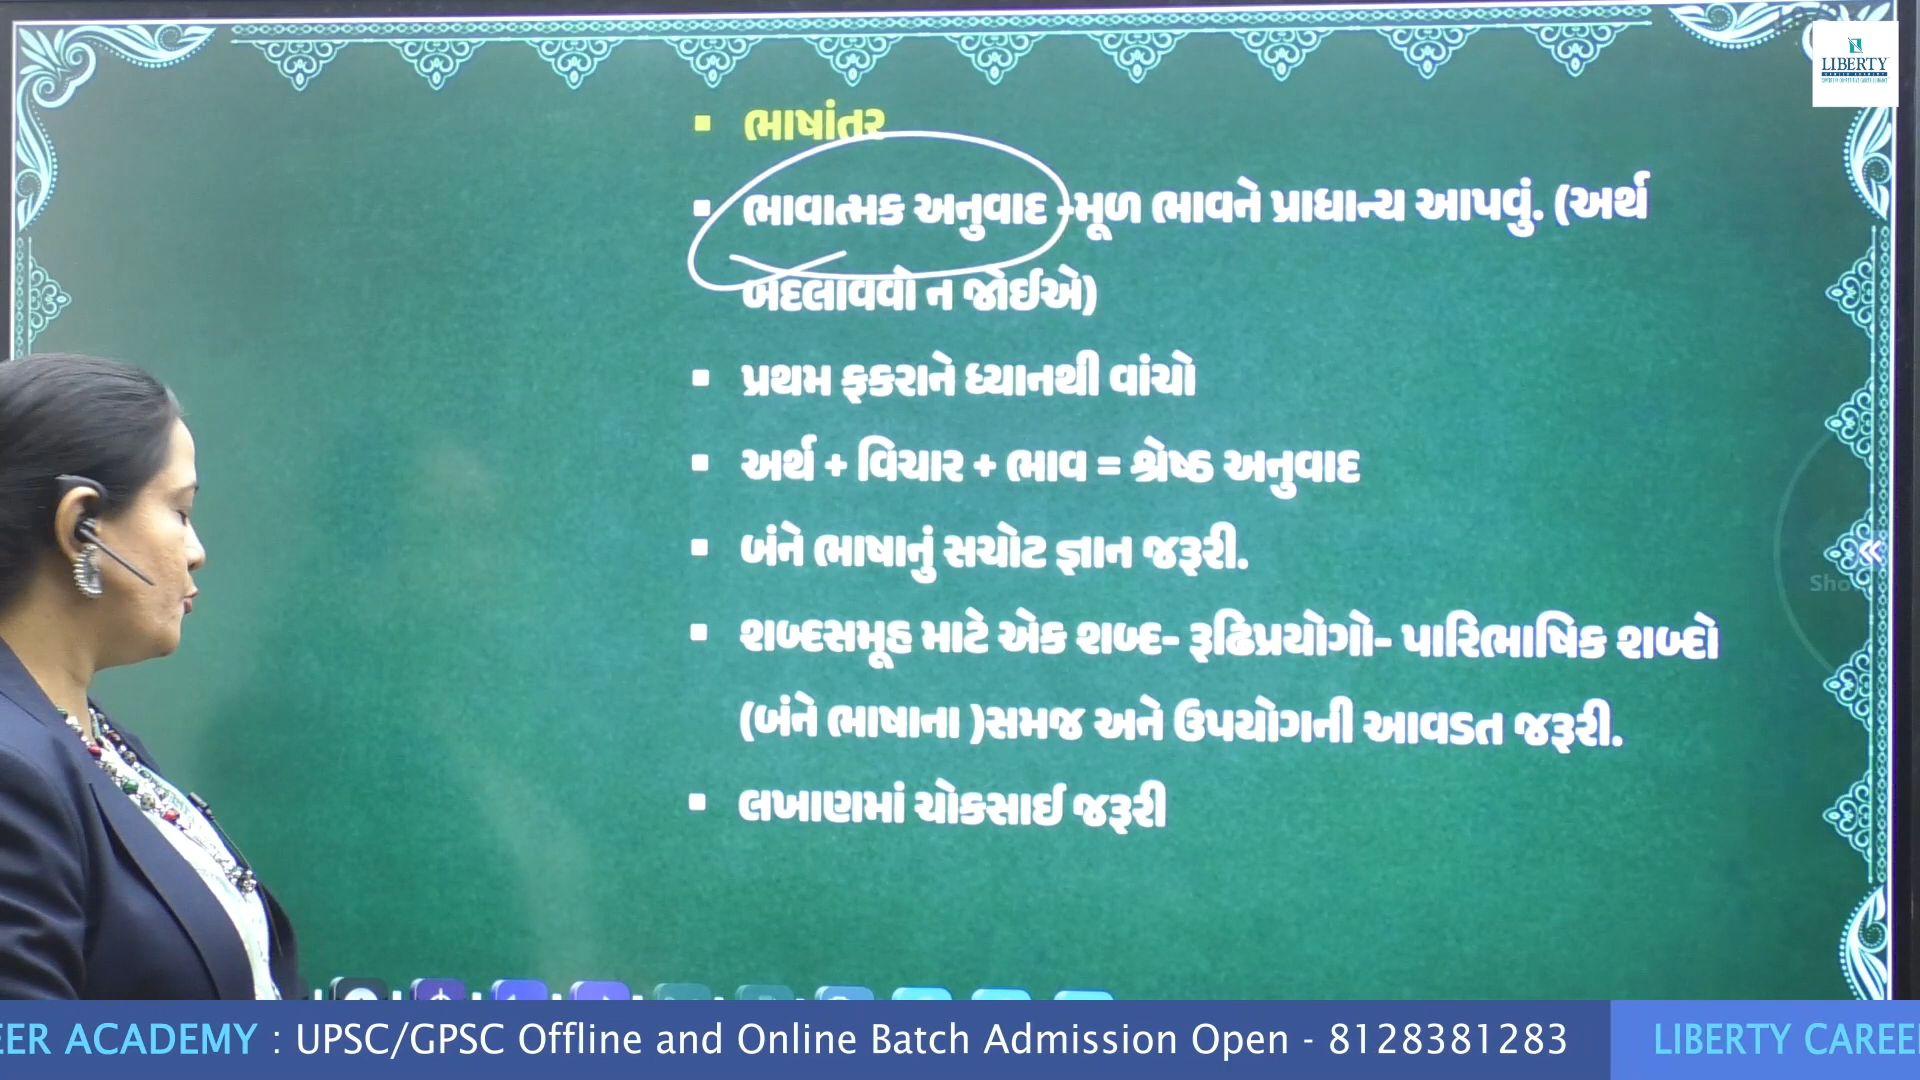 LIBERTY
▪ ભાષાંતર
▪ ભાવાત્મક અનુવાદ -મૂળ ભાવને પ્રાધાન્ય આપવું. (અર્થ
બદલાવવો ન જોઈએ)
▪ પ્રથમ ફકરાને ધ્યાનથી વાંચો
▪ અર્થ + વિચાર + ભાવ = શ્રેષ્ઠ અનુવાદ
▪ બંને ભાષાનું સચોટ જ્ઞાન જરૂરી.
▪ શબ્દસમૂહ માટે એક શબ્દ- રૂઢિપ્રયોગો- પારિભાષિક શબ્દો
(બંને ભાષાના )સમજ અને ઉપયોગની આવડત જરૂરી.
▪ લખાણમાં ચોકસાઈ જરૂરી
EER ACADEMY : UPSC/GPSC Offline and Online Batch Admission Open - 8128381283 LIBERTY CAREE